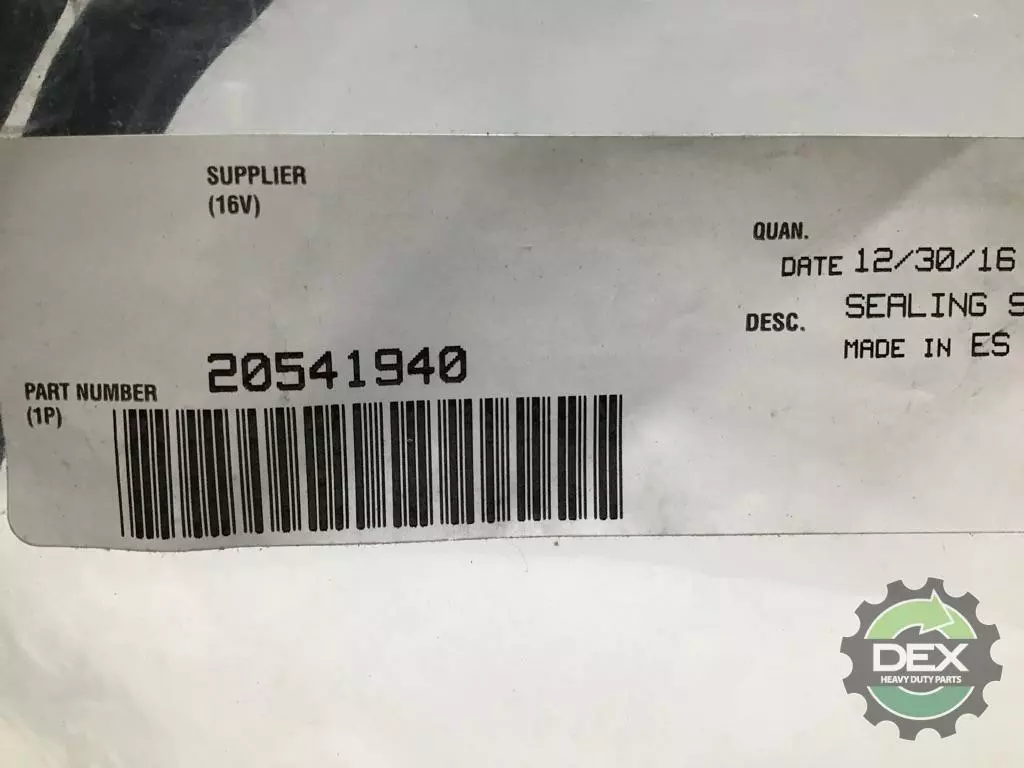 SUPPLIER
(16V)
QUAN.
DATE 12/30/16
DESC. SEALING S
MADE IN ES
PART NUMBER 20541940
(1P)
DEX
HEAVY DUTY PARTS